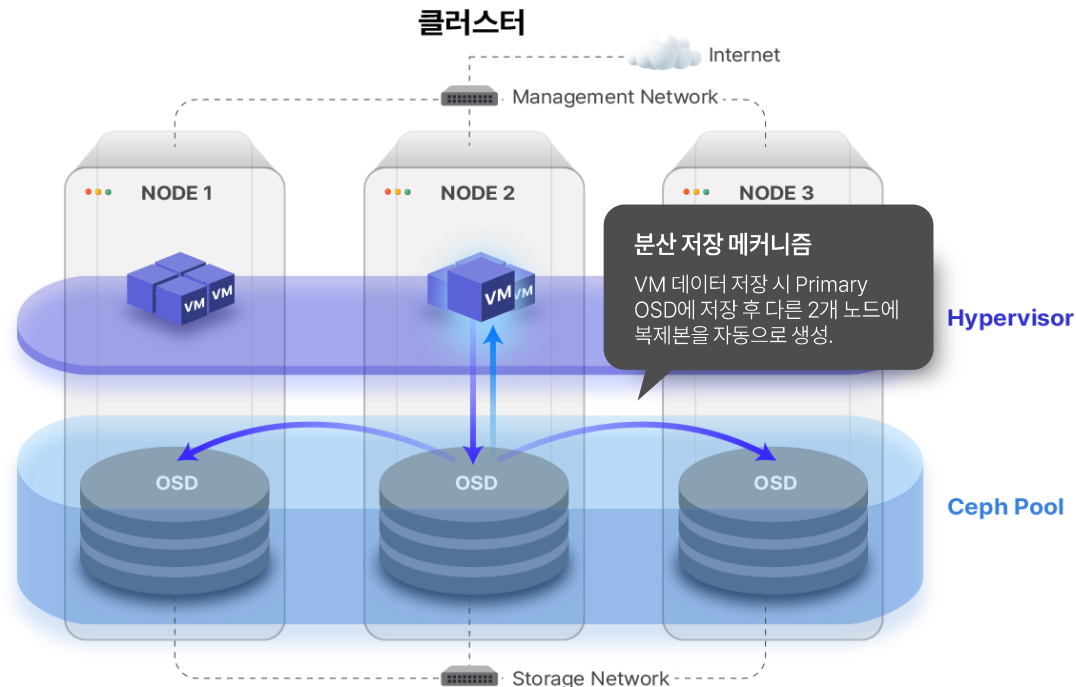 클러스터
Internet
Management Network
NODE 1
NODE 2
NODE 3
분산 저장 메커니즘
VM 데이터 저장 시 Primary
OSD에 저장 후 다른 2개 노드에
복제본을 자동으로 생성.
VM
VM
VM
VM
Hypervisor
OSD
OSD
OSD
Ceph Pool
Storage Network